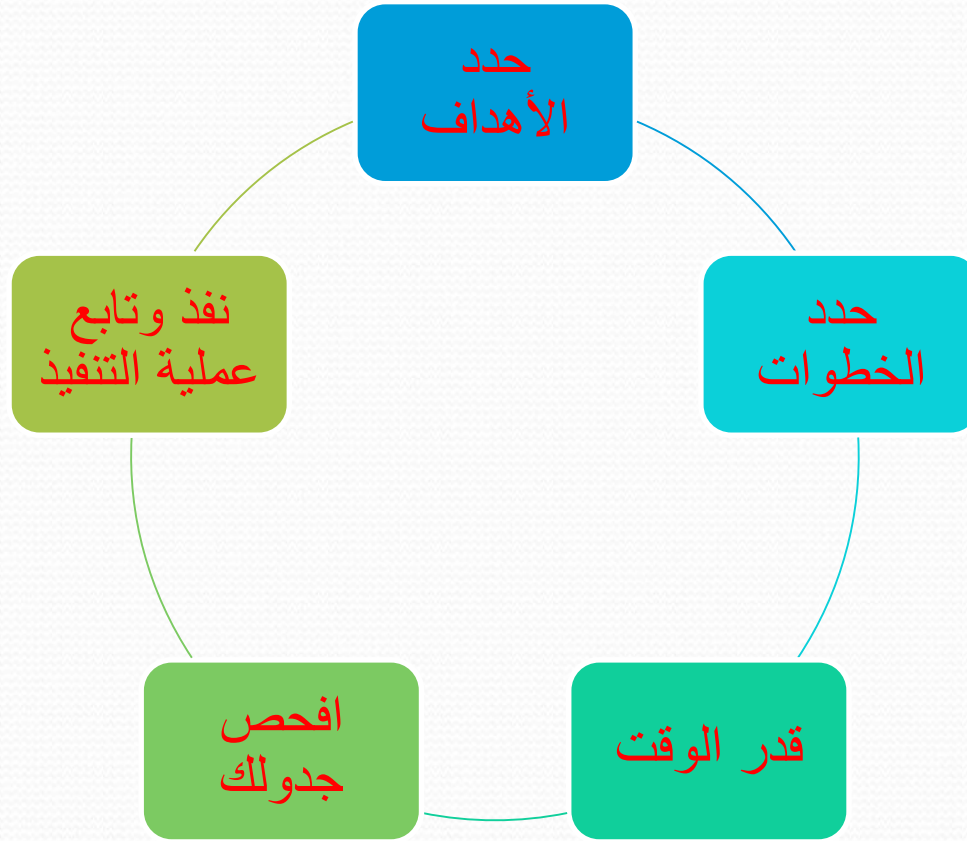 حدد
الأهداف
حدد
الخطوات
قدر الوقت
افحص
جدولك
نفذ وتابع
عملية التنفيذ